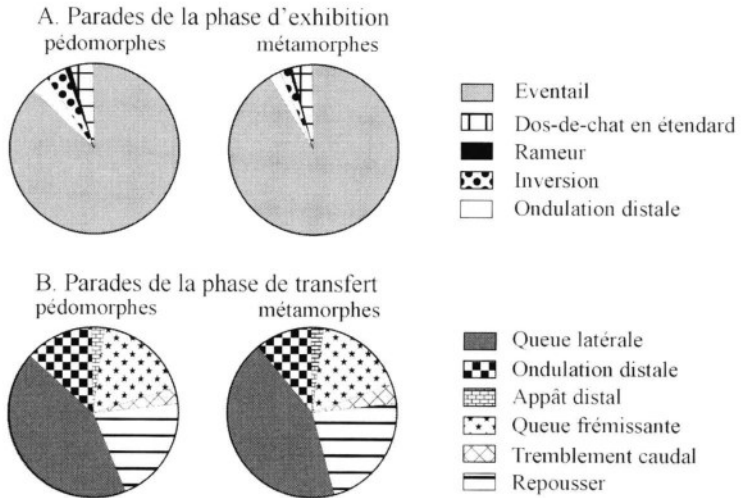 A. Parades de la phase d'exhibition
pédomorphes métamorphes
Eventail
Dos-de-chat en étendard
Rameur
Inversion
Ondulation distale
B. Parades de la phase de transfert
pédomorphes métamorphes
Queue latérale
Ondulation distale
Appât distal
Queue frémissante
Tremblement caudal
Repousser